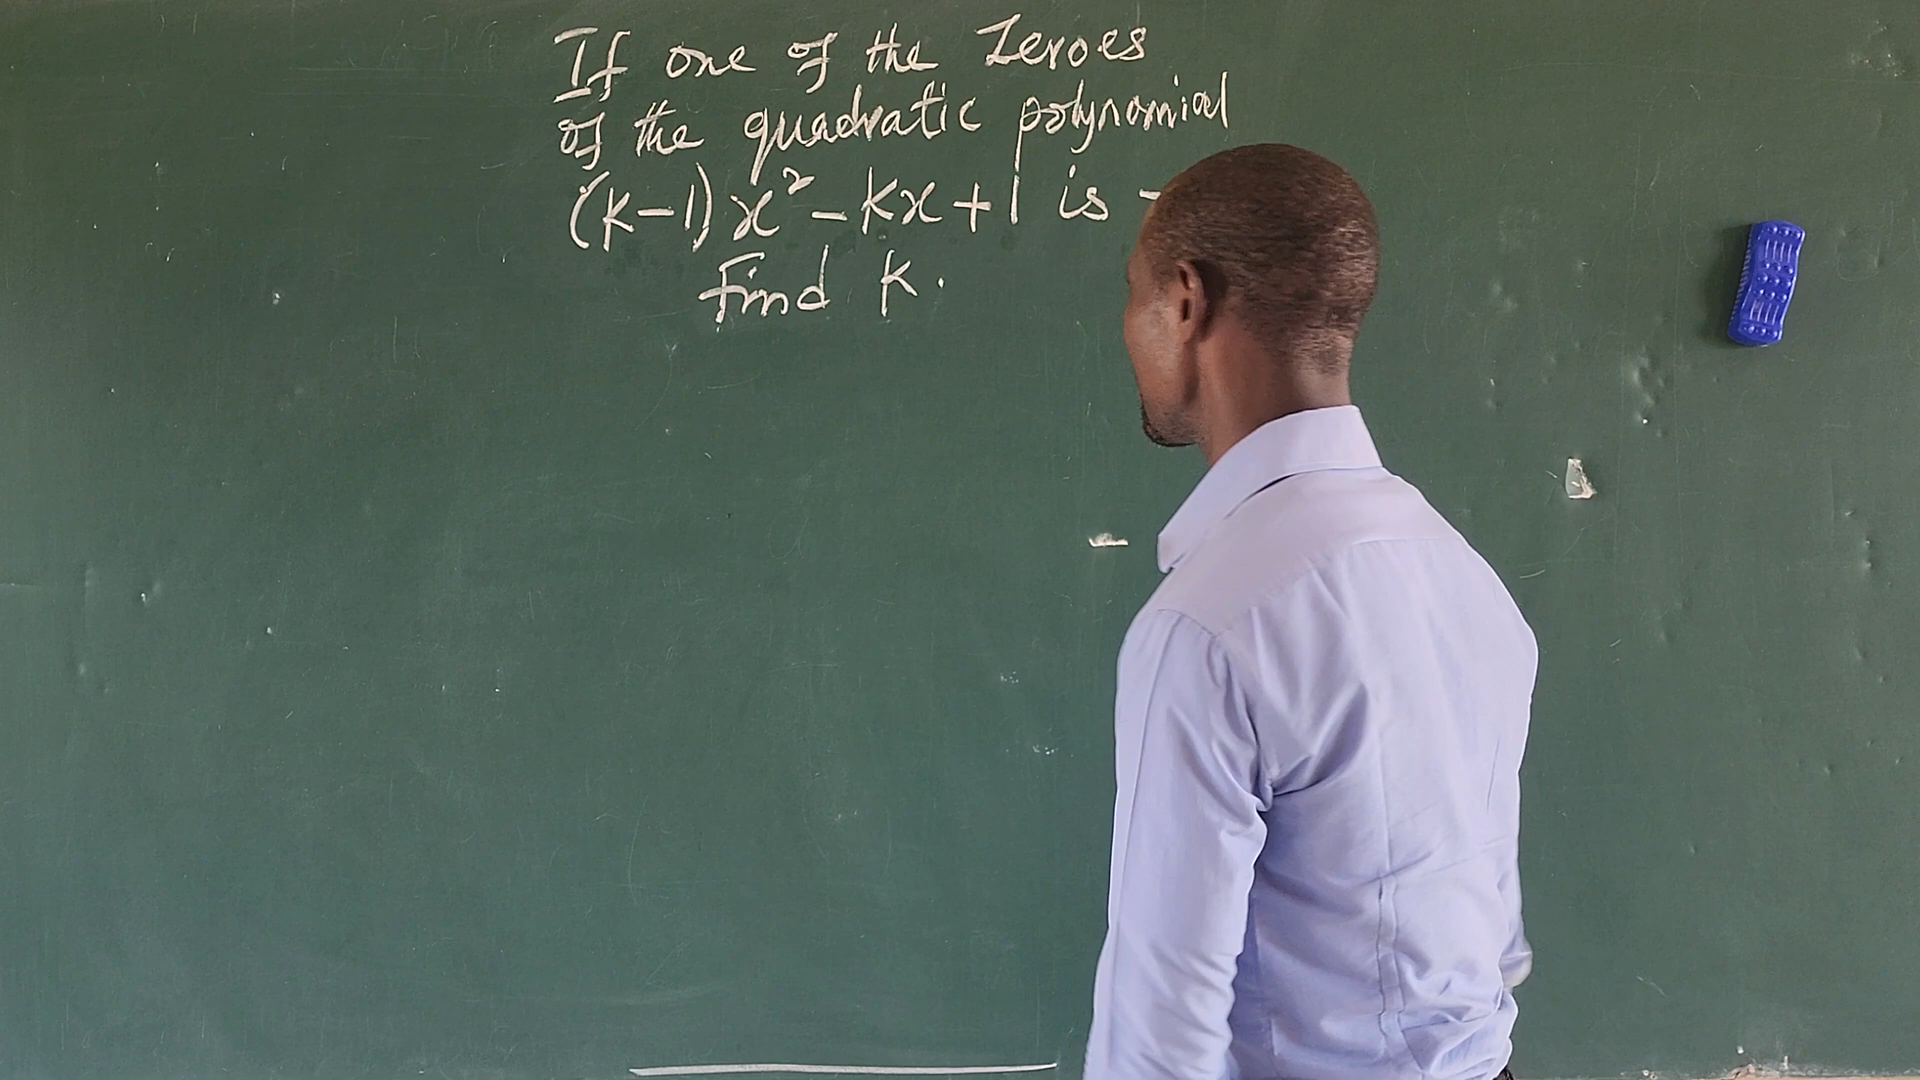 If one of the Zeroes
of the quadratic polynomial
(k-1)x² - kx + 1 is -
Find k.